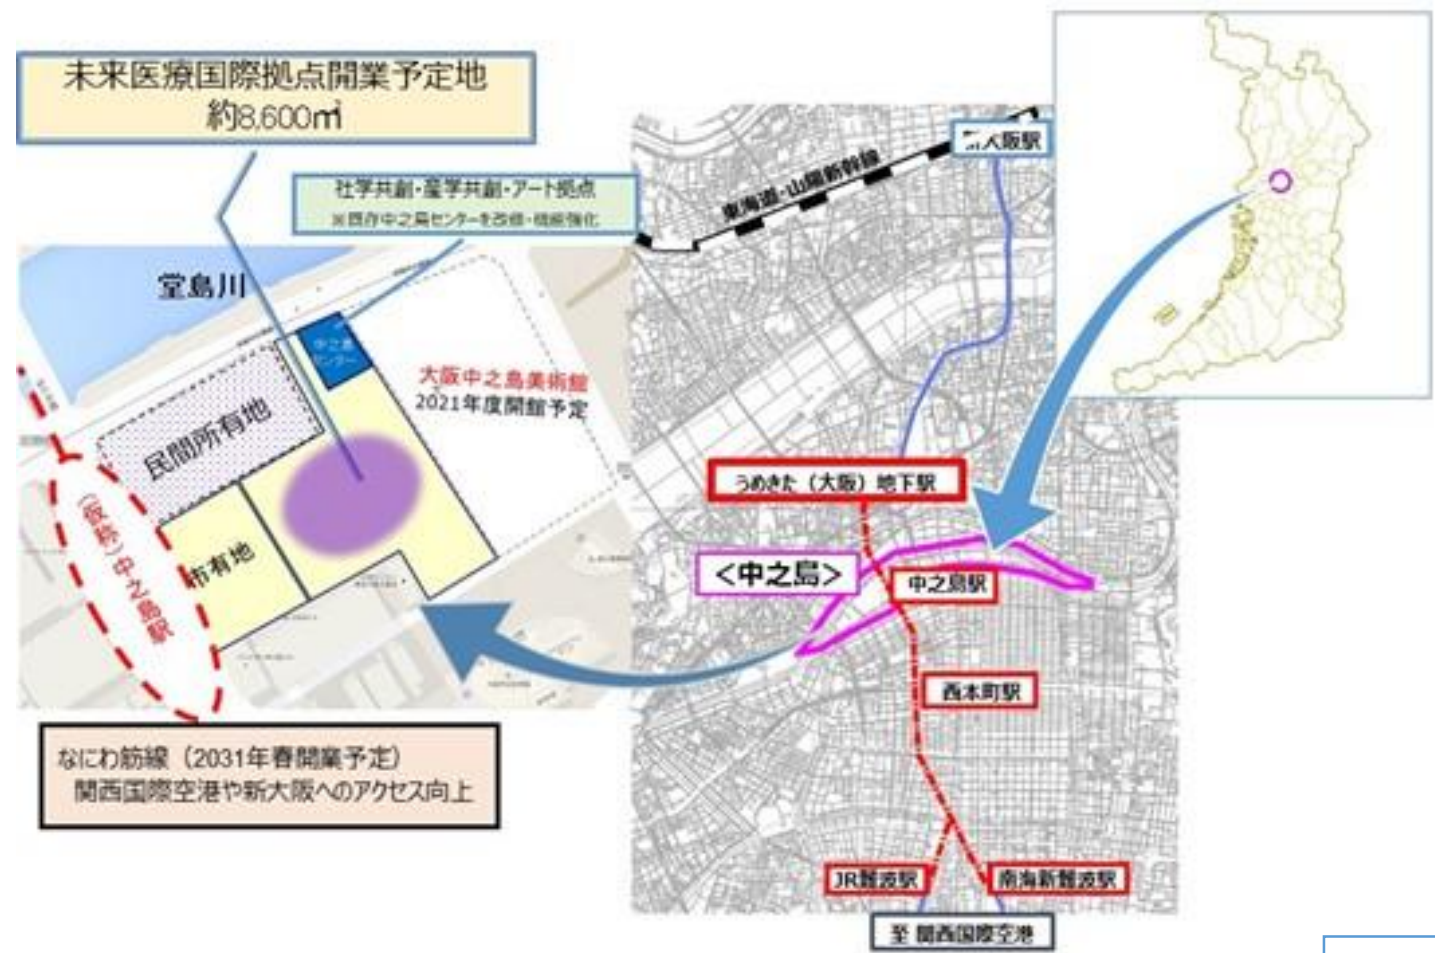 未来医療国際拠点開業予定地
約8,600㎡
社学共創・産学共創・アート拠点
※既存中之島センターを改修・機能強化
堂島川
中之島
センター
大阪中之島美術館
2021年度開館予定
民間所有地
市有地
(仮称)中之島駅
なにわ筋線(2031年春開業予定)
関西国際空港や新大阪へのアクセス向上
東海道・山陽新幹線
大阪駅
うめきた(大阪)地下駅
<中之島>
中之島駅
西本町駅
JR難波駅
南海新難波駅
至 関西国際空港